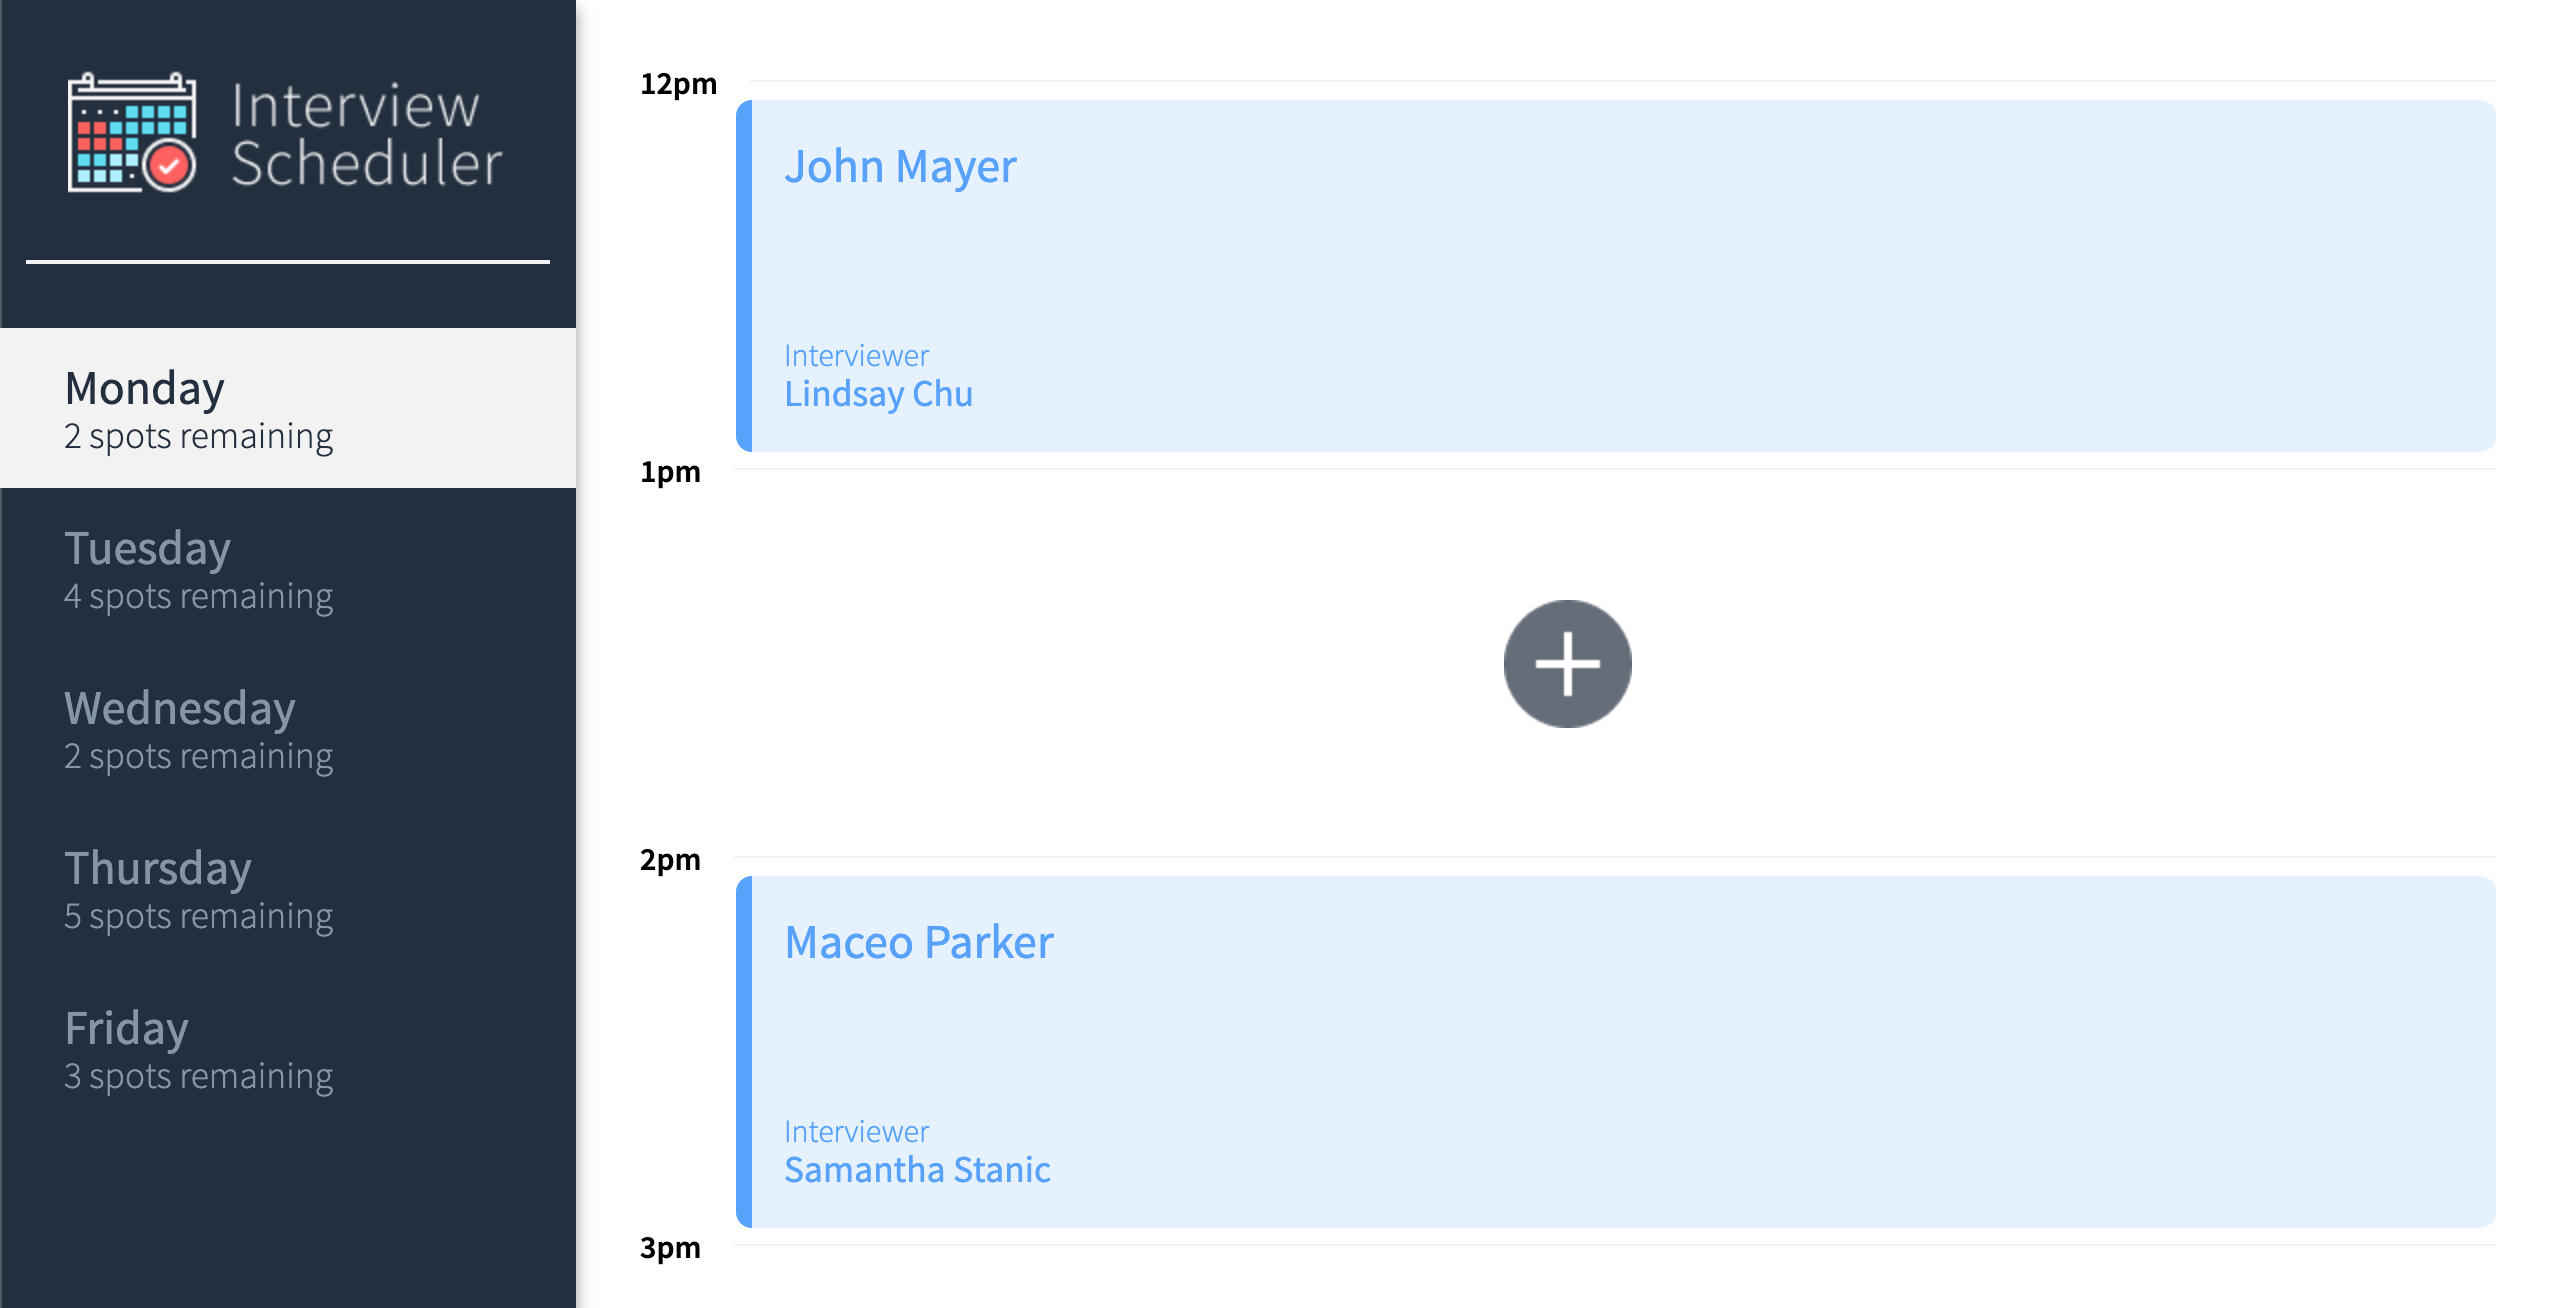 Interview
Scheduler
Monday
2 spots remaining
Tuesday
4 spots remaining
Wednesday
2 spots remaining
Thursday
5 spots remaining
Friday
3 spots remaining
12pm
John Mayer
Interviewer
Lindsay Chu
1pm
2pm
Maceo Parker
Interviewer
Samantha Stanic
3pm